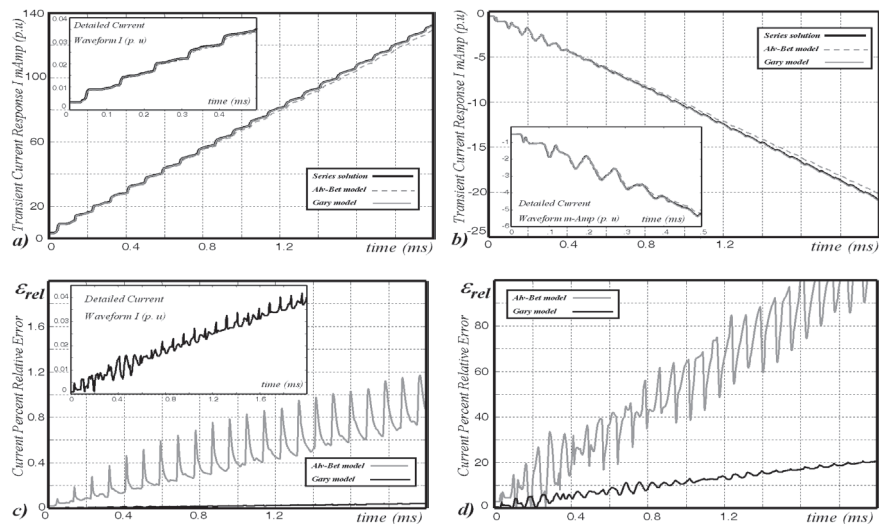 Transient Current Response I mAmp (p.u)
140
120
100
80
60
40
20
0
Detailed Current
Waveform I (p. u)
0.04
0.03
0.02
0.01
0
0 0.1 0.2 0.3 0.4
time (ms)
Series solution
Alv-Bet model
Gary model
0 0.4 0.8 1.2
time (ms)
a)
Transient Current Response I mAmp (p.u)
0
-5
-10
-15
-20
-25
Series solution
Alv-Bet model
Gary model
-1
-2
-3
-4
-5
-6
Detailed Current
Waveform m-Amp (p. u)
time (ms)
0 .1 .2 .3 .4 .5
0.4 0.8 1.2
time (ms)
b)
εrel
Current Percent Relative Error
1.8
1.2
0.8
0.4
0
Detailed Current
Waveform I (p. u)
0.04
0.03
0.02
0.01
0
0 0.4 0.8 1.2 1.6
time (ms)
Alv-Bet model
Gary model
0.4 0.8 1.2
time (ms)
c)
εrel
Current Percent Relative Error
80
60
40
20
0
Alv-Bet model
Gary model
0 0.4 0.8 1.2
time (ms)
d)